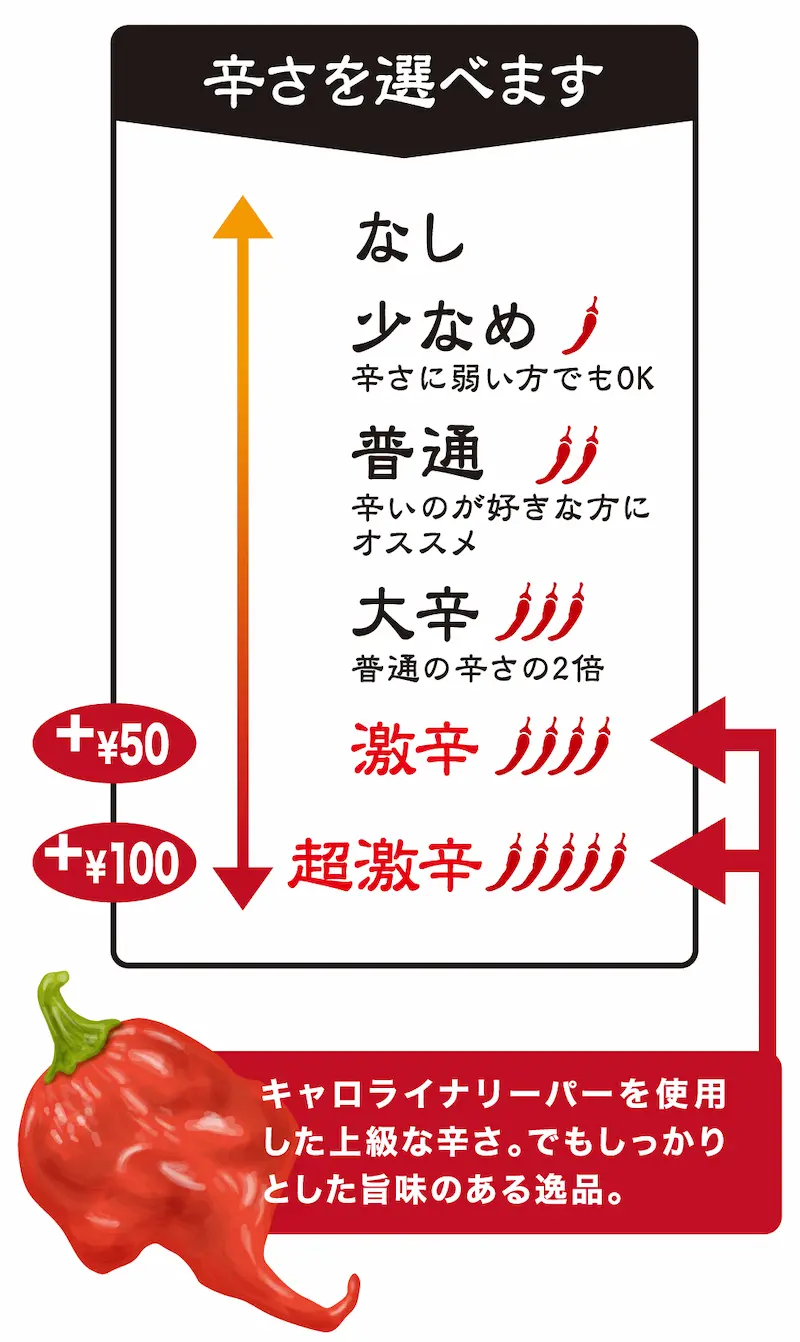 辛さを選べます
なし
少なめ
辛さに弱い方でもOK
普通
辛いのが好きな方に
オススメ
大辛
普通の辛さの2倍
+¥50
激辛
+¥100
超激辛
キャロライナリーパーを使用
した上級な辛さ。でもしっかり
とした旨味のある逸品。